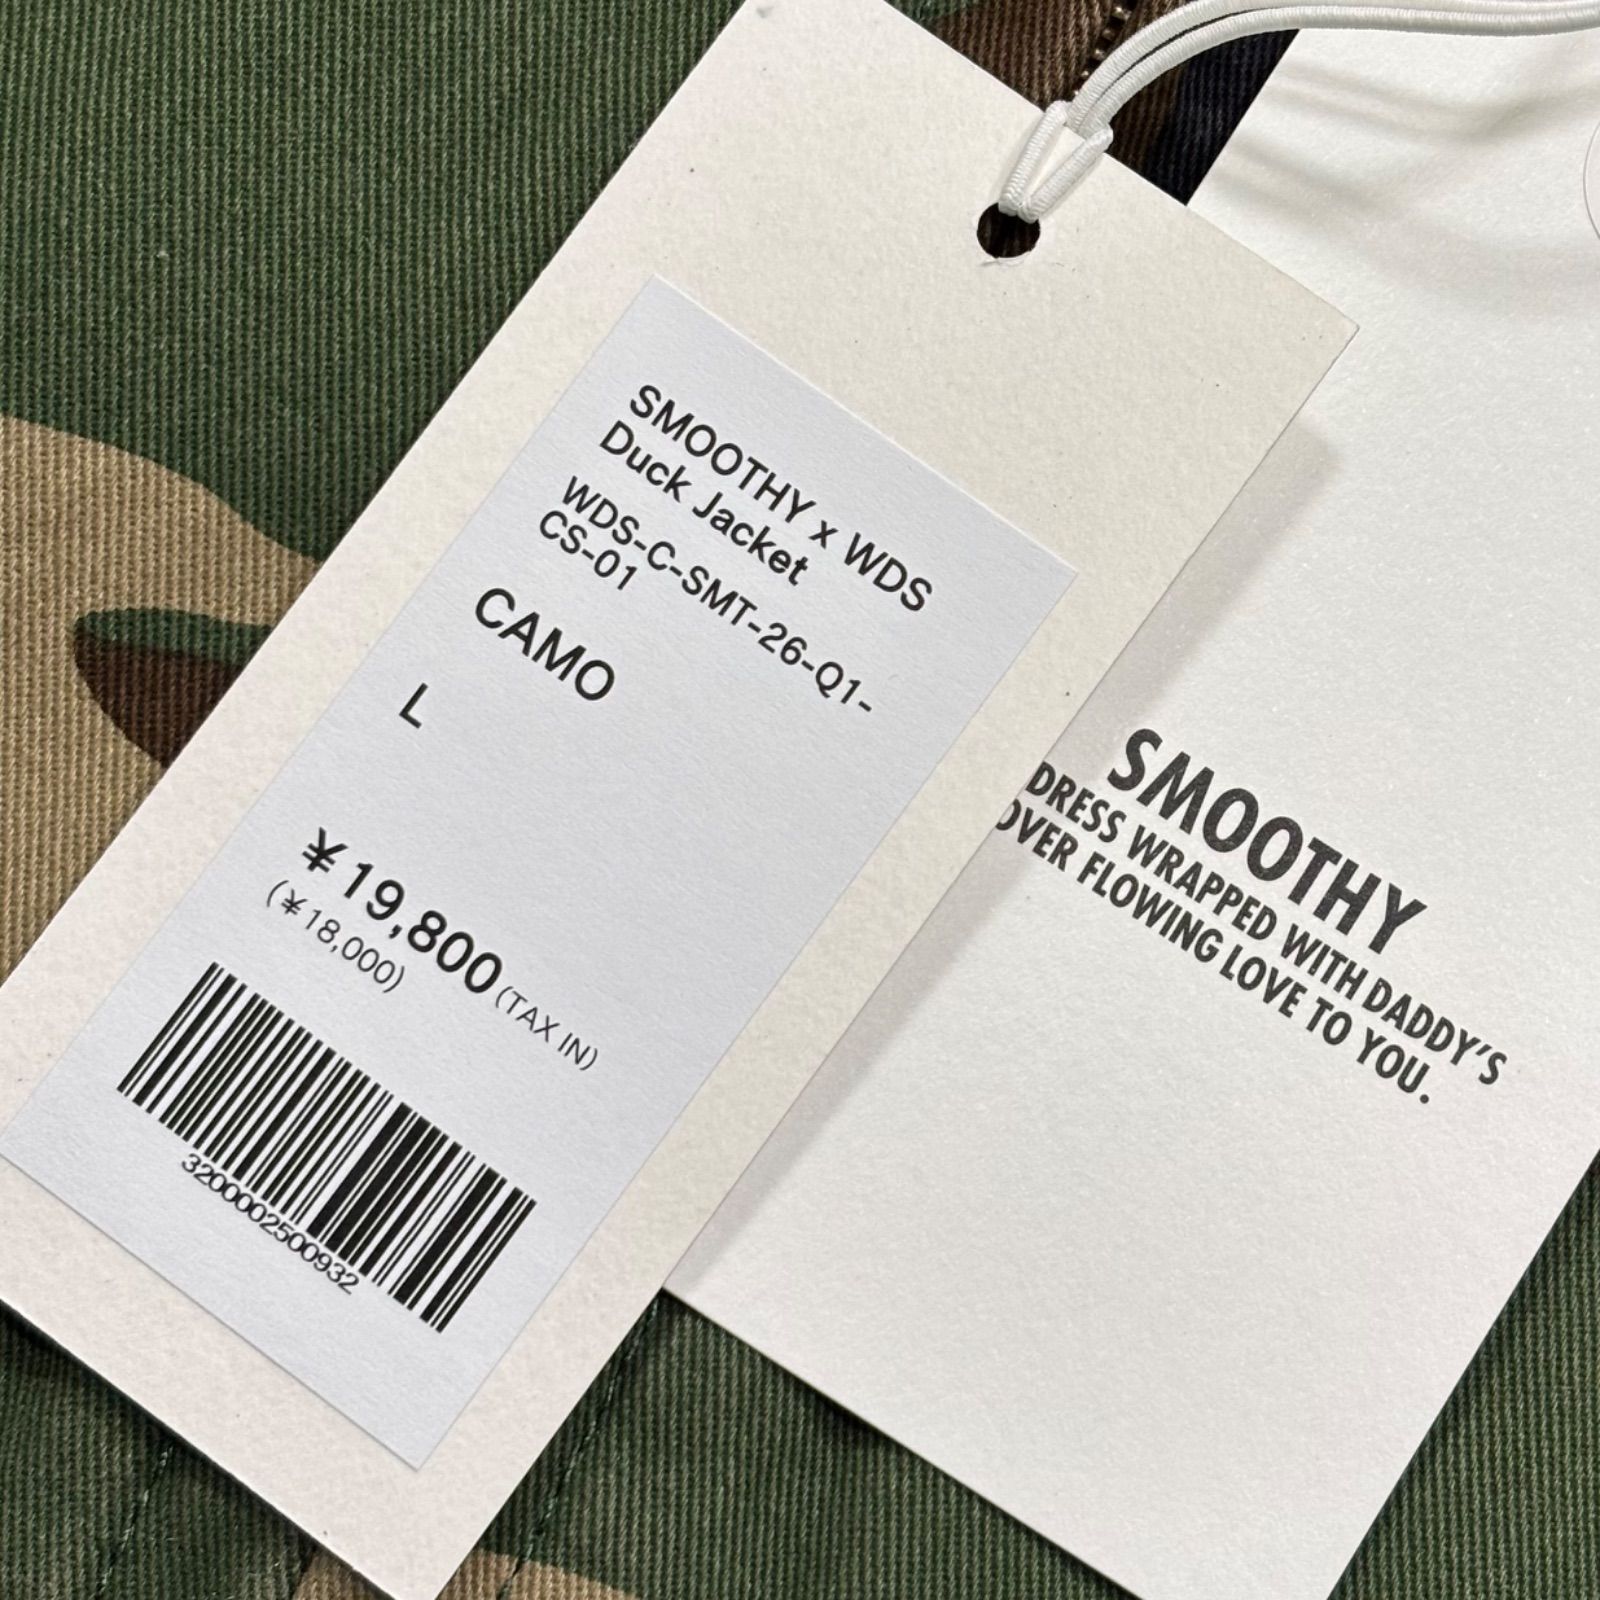 SMOOTHY x WDS
Duck Jacket
WDS-C-SMT-26-Q1-
CS-01
CAMO
L
¥19,800 (TAX IN)
(¥18,000)
3200002500932
SMOOTHY
DRESS WRAPPED WITH DADDY'S
OVER FLOWING LOVE TO YOU.